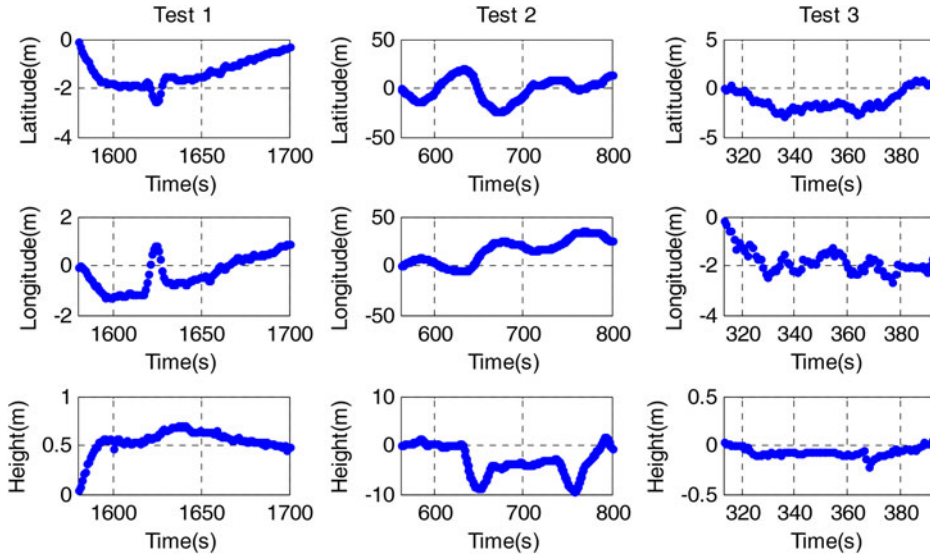 Test 1
Test 2
Test 3
0
-2
-4
Latitude(m)
1600
1650
1700
Time(s)
50
0
-50
Latitude(m)
600
700
800
Time(s)
5
0
-5
Latitude(m)
320
340
360
380
Time(s)
2
0
-2
Longitude(m)
1600
1650
1700
Time(s)
50
0
-50
Longitude(m)
600
700
800
Time(s)
0
-2
-4
Longitude(m)
320
340
360
380
Time(s)
1
0.5
0
Height(m)
1600
1650
1700
Time(s)
10
0
-10
Height(m)
600
700
800
Time(s)
0.5
0
-0.5
Height(m)
320
340
360
380
Time(s)